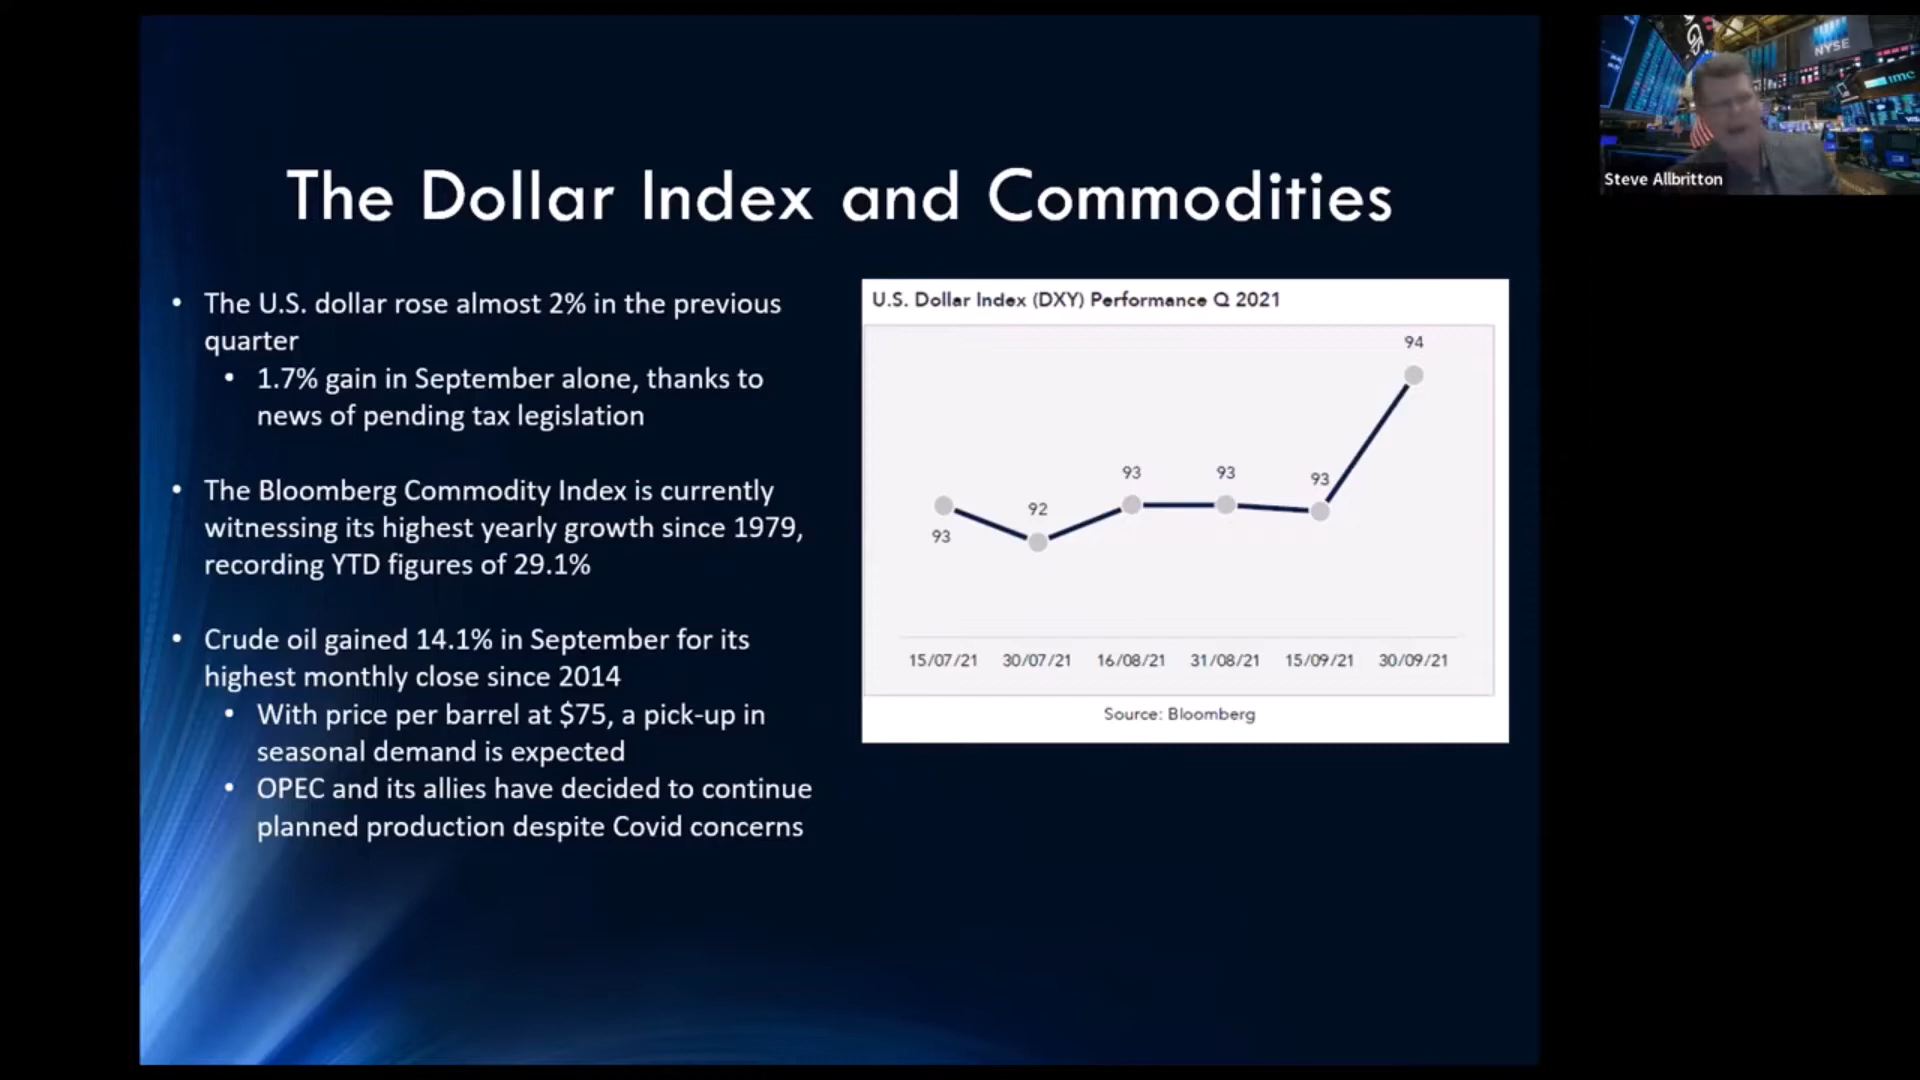 The Dollar Index and Commodities
• The U.S. dollar rose almost 2% in the previous
quarter
• 1.7% gain in September alone, thanks to
news of pending tax legislation
• The Bloomberg Commodity Index is currently
witnessing its highest yearly growth since 1979,
recording YTD figures of 29.1%
• Crude oil gained 14.1% in September for its
highest monthly close since 2014
• With price per barrel at $75, a pick-up in
seasonal demand is expected
• OPEC and its allies have decided to continue
planned production despite Covid concerns
U.S. Dollar Index (DXY) Performance Q 2021
94
93 93 93
92
93
15/07/21 30/07/21 16/08/21 31/08/21 15/09/21 30/09/21
Source: Bloomberg
NYSE
imc
Steve Allbritton